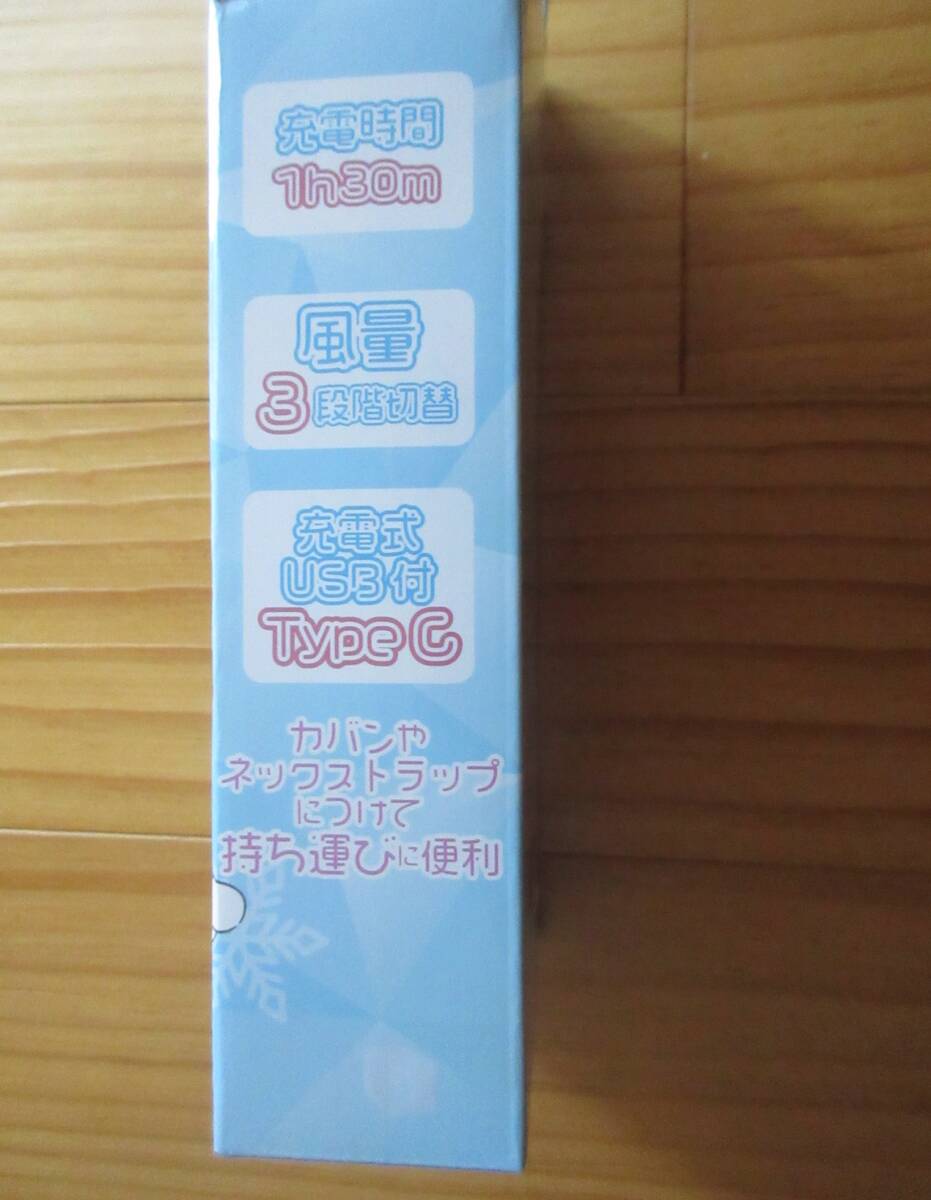 充電時間
1h30m
風量
3段階切替
充電式
USB付
Type C
カバンや
ネックストラップ
につけて
持ち運びに便利